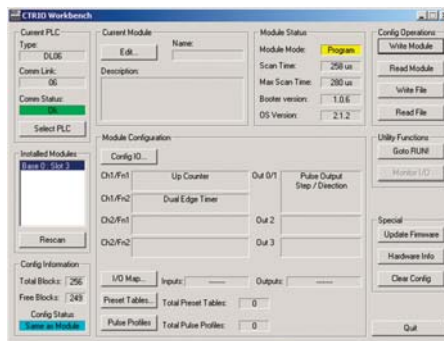 CTRIO Workbench
Current PLC
Type:
DL06
Comm Link:
06
Comm Status:
Ok
Select PLC
Installed Modules
Base 0 : Slot 3
Rescan
Config Information
Total Blocks: 256
Free Blocks: 249
Config Status
Same as Module
Current Module
Edit...
Name:
Description:
Module Status
Module Mode: Program
Scan Time: 258 us
Max Scan Time: 280 us
Booter version: 1.0.6
OS Version: 2.1.2
Module Configuration
Config IO...
Ch1/Fn1 Up Counter Out 0/1 Pulse Output
Step / Direction
Ch1/Fn2 Dual Edge Timer
Ch2/Fn1 Out 2
Ch2/Fn2 Out 3
I/O Map... Inputs: ------ Outputs: ------
Preset Tables... Total Preset Tables: 0
Pulse Profiles Total Pulse Profiles: 0
Config Operations
Write Module
Read Module
Write File
Read File
Utility Functions
Goto RUN!
Monitor I/O
Special
Update Firmware
Hardware Info
Clear Config
Quit